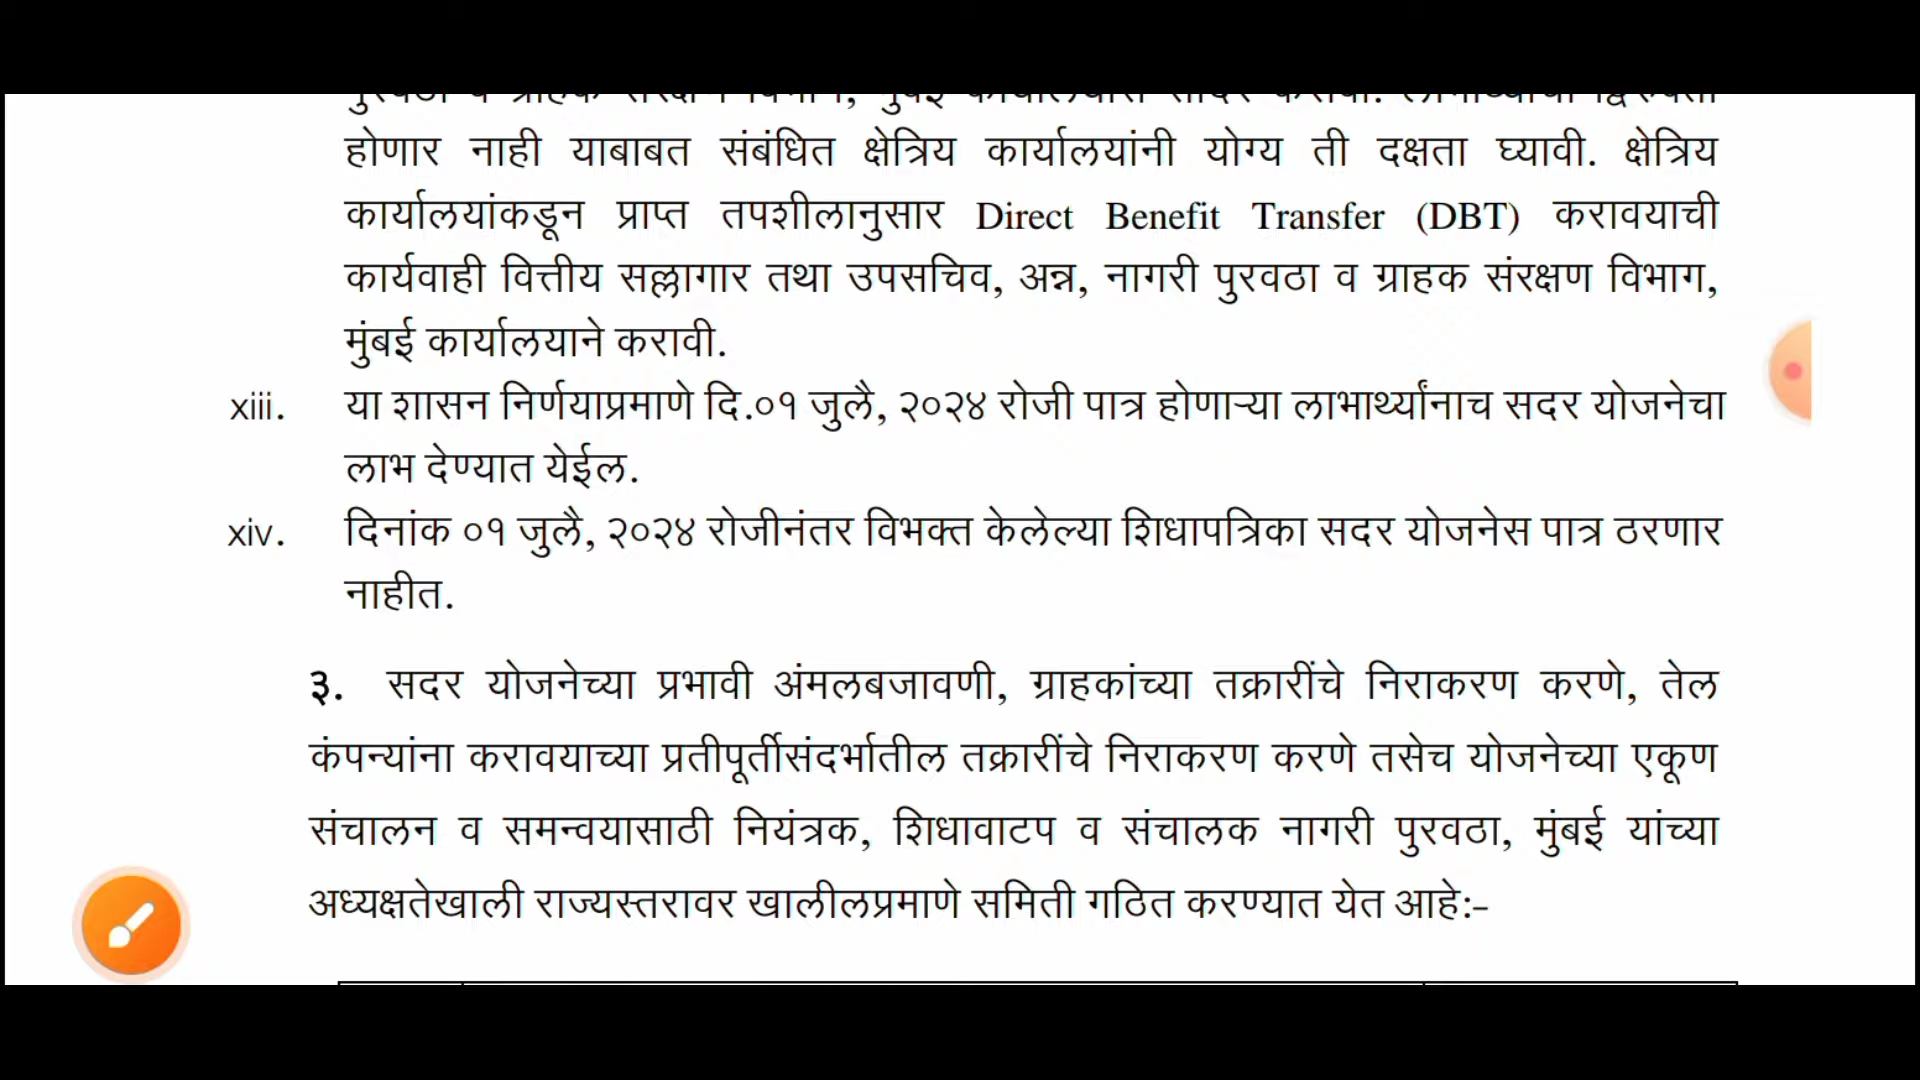 होणार नाही याबाबत संबंधित क्षेत्रिय कार्यालयांनी योग्य ती दक्षता घ्यावी. क्षेत्रिय
कार्यालयांकडून प्राप्त तपशीलानुसार Direct Benefit Transfer (DBT) करावयाची
कार्यवाही वित्तीय सल्लागार तथा उपसचिव, अन्न, नागरी पुरवठा व ग्राहक संरक्षण विभाग,
मुंबई कार्यालयाने करावी.
xiii. या शासन निर्णयाप्रमाणे दि.०१ जुलै, २०२४ रोजी पात्र होणाऱ्या लाभार्थ्यांनाच सदर योजनेचा
लाभ देण्यात येईल.
xiv. दिनांक ०१ जुलै, २०२४ रोजीनंतर विभक्त केलेल्या शिधापत्रिका सदर योजनेस पात्र ठरणार
नाहीत.
३. सदर योजनेच्या प्रभावी अंमलबजावणी, ग्राहकांच्या तक्रारींचे निराकरण करणे, तेल
कंपन्यांना करावयाच्या प्रतीपूर्तीसंदर्भातील तक्रारींचे निराकरण करणे तसेच योजनेच्या एकूण
संचालन व समन्वयासाठी नियंत्रक, शिधावाटप व संचालक नागरी पुरवठा, मुंबई यांच्या
अध्यक्षतेखाली राज्यस्तरावर खालीलप्रमाणे समिती गठित करण्यात येत आहे:-